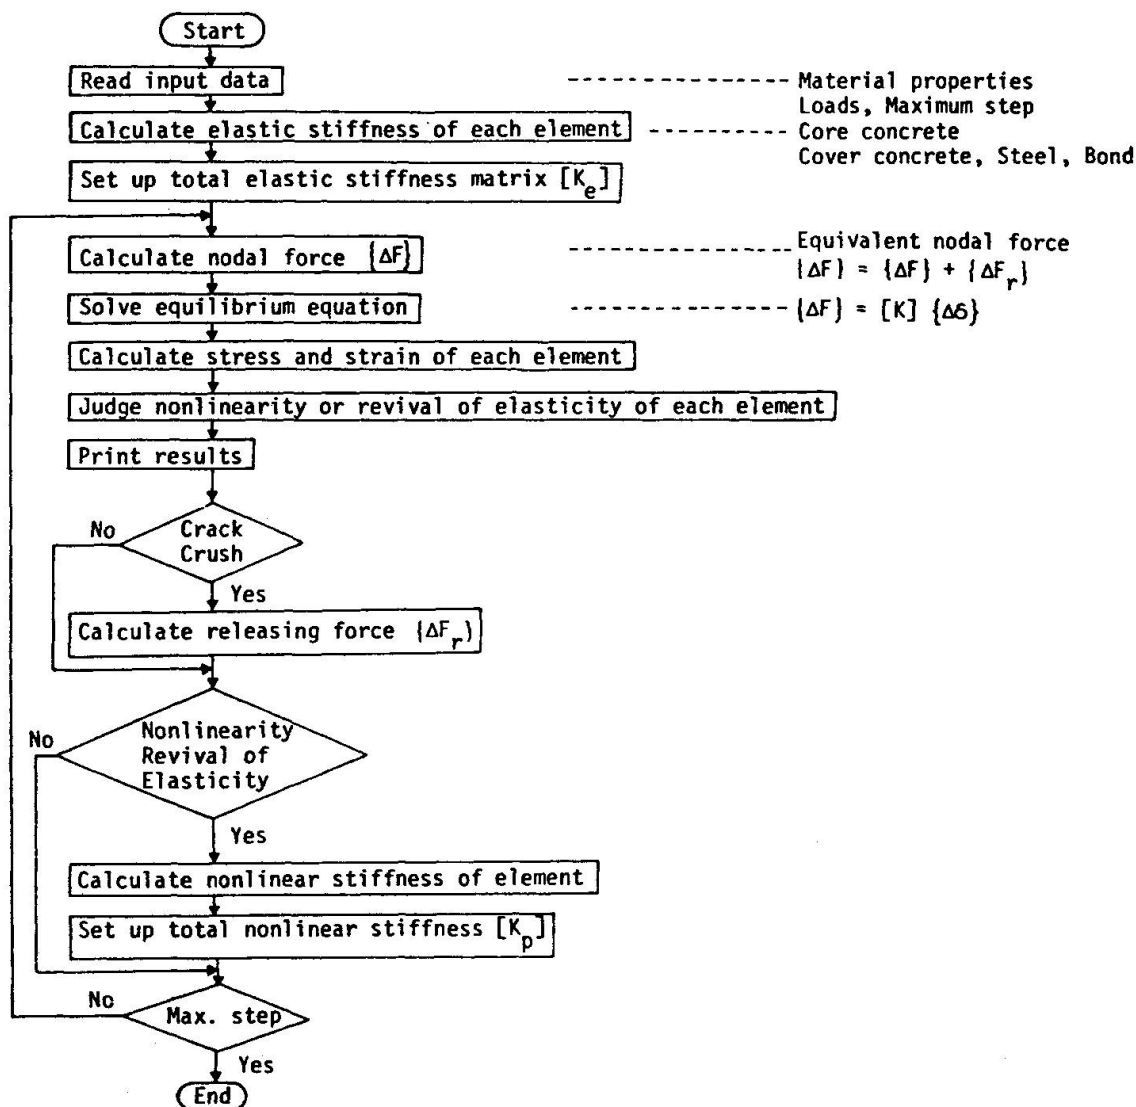 Start
Read input data
Material properties
Loads, Maximum step
Calculate elastic stiffness of each element
Core concrete
Cover concrete, Steel, Bond
Set up total elastic stiffness matrix [K_e]
Calculate nodal force {ΔF}
Equivalent nodal force
{ΔF} = {ΔF} + {ΔF_r}
Solve equilibrium equation
{ΔF} = [K] {Δδ}
Calculate stress and strain of each element
Judge nonlinearity or revival of elasticity of each element
Print results
No
Crack
Crush
Yes
Calculate releasing force {ΔF_r}
No
Nonlinearity
Revival of
Elasticity
Yes
Calculate nonlinear stiffness of element
Set up total nonlinear stiffness [K_p]
No
Max. step
Yes
End